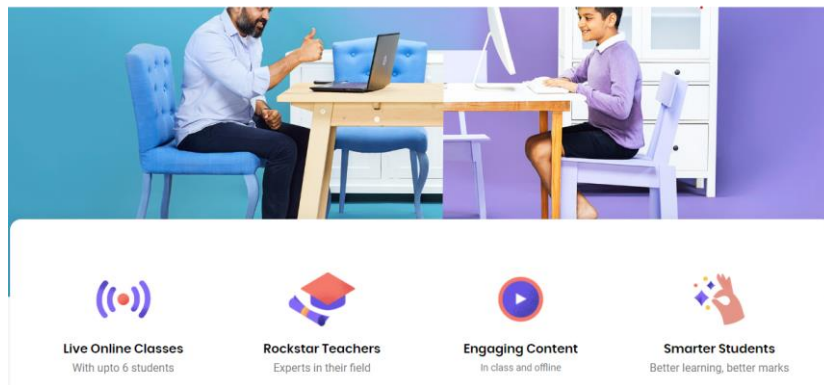 Live Online Classes
With upto 6 students
Rockstar Teachers
Experts in their field
Engaging Content
In class and offline
Smarter Students
Better learning, better marks